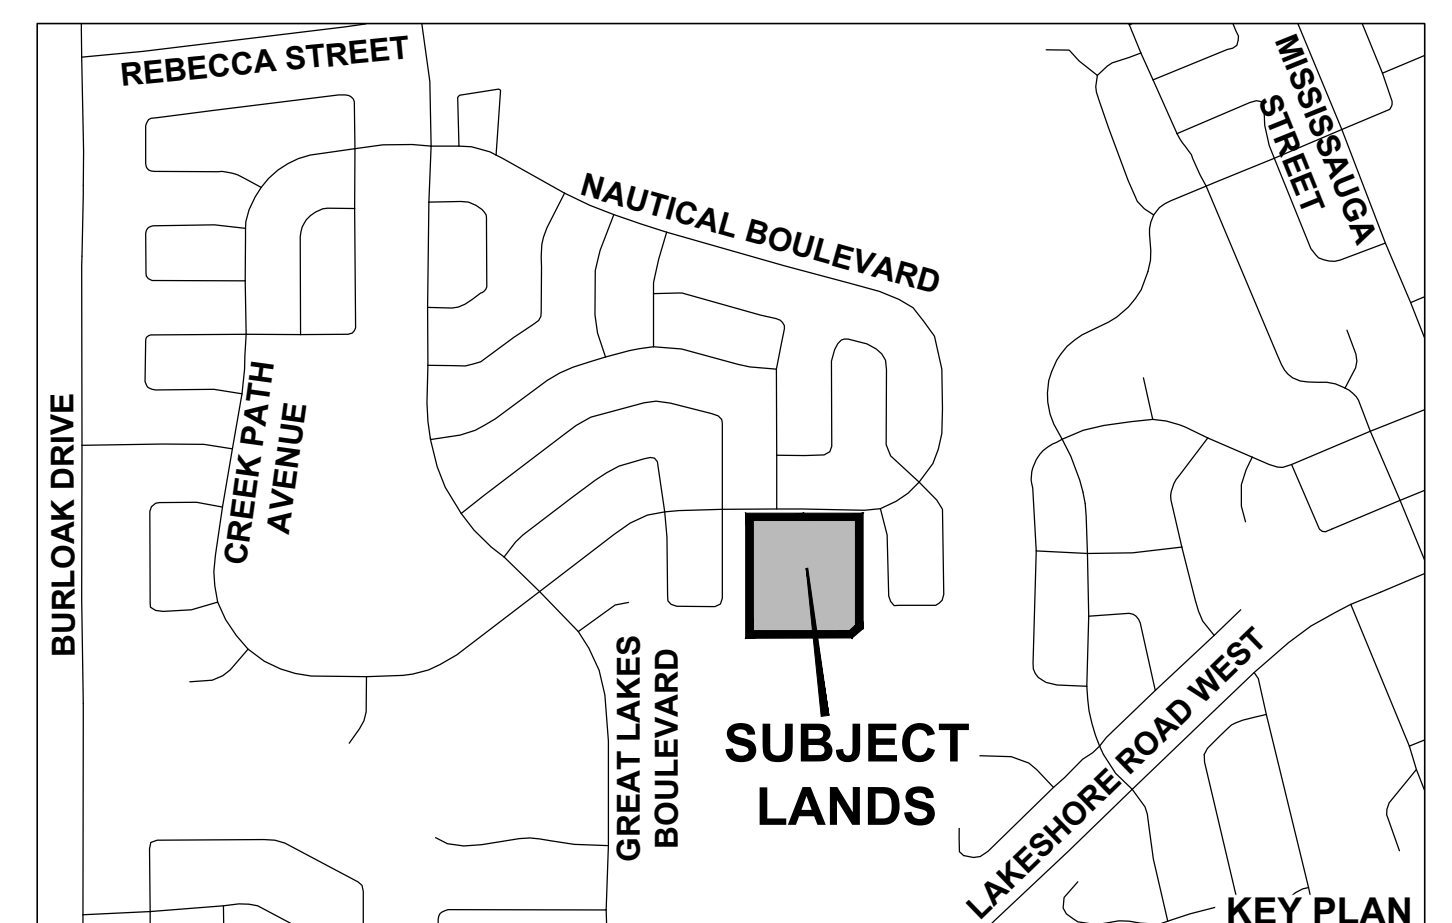 REBECCA STREET
MISSISSAUGA
STREET
NAUTICAL BOULEVARD
CREEK PATH
AVENUE
BURLOAK DRIVE
GREAT LAKES
BOULEVARD
SUBJECT
LANDS
LAKESHORE ROAD WEST
KEY PLAN